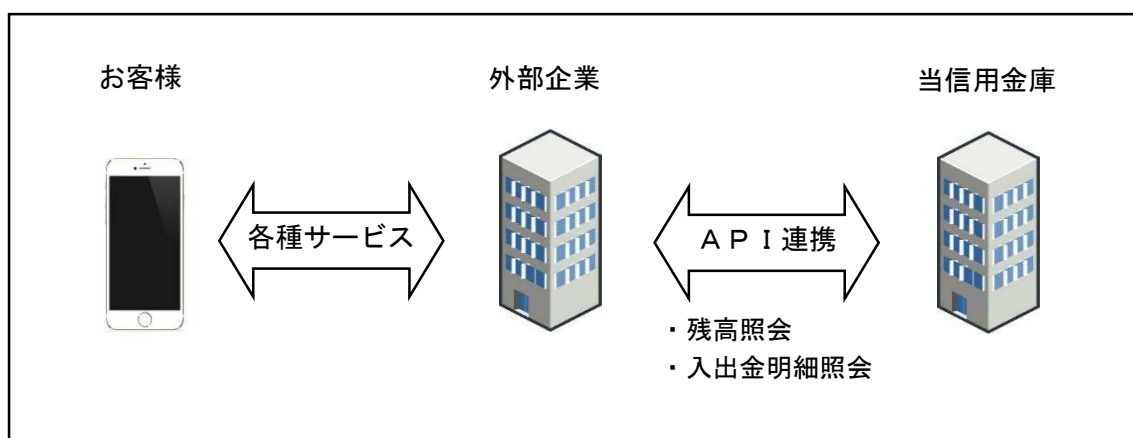 お客様
外部企業
当信用金庫
各種サービス
ＡＰＩ連携
・残高照会
・入出金明細照会